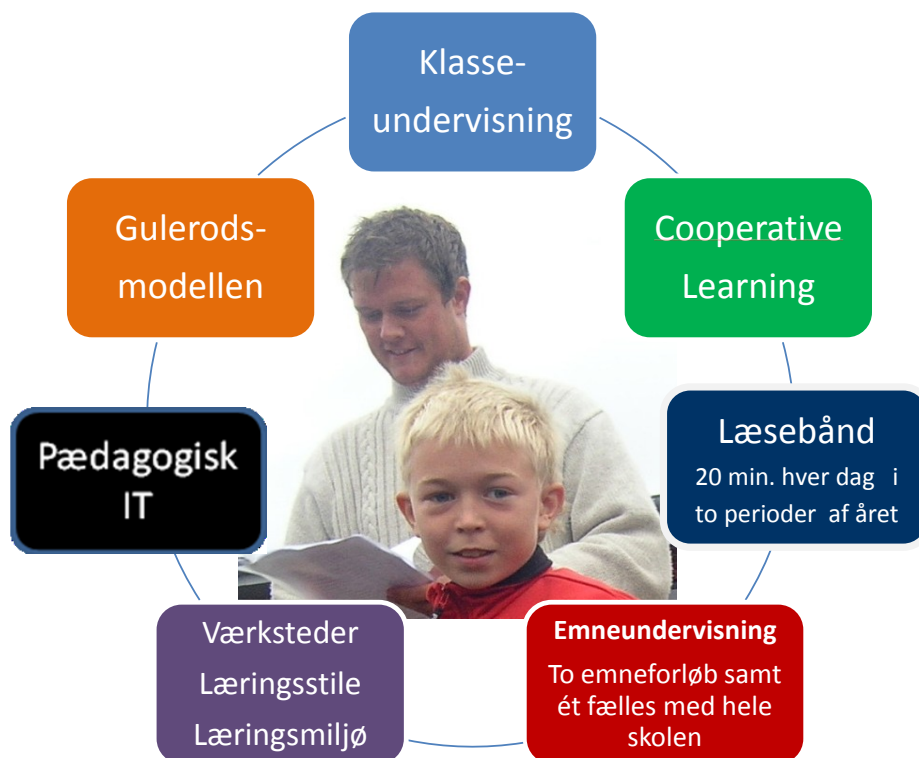 Klasse-
undervisning
Cooperative
Learning
Læsebånd
20 min. hver dag i
to perioder af året
Emneundervisning
To emneforløb samt
ét fælles med hele
skolen
Værksteder
Læringsstile
Læringsmiljø
Pædagogisk
IT
Gulerods-
modellen